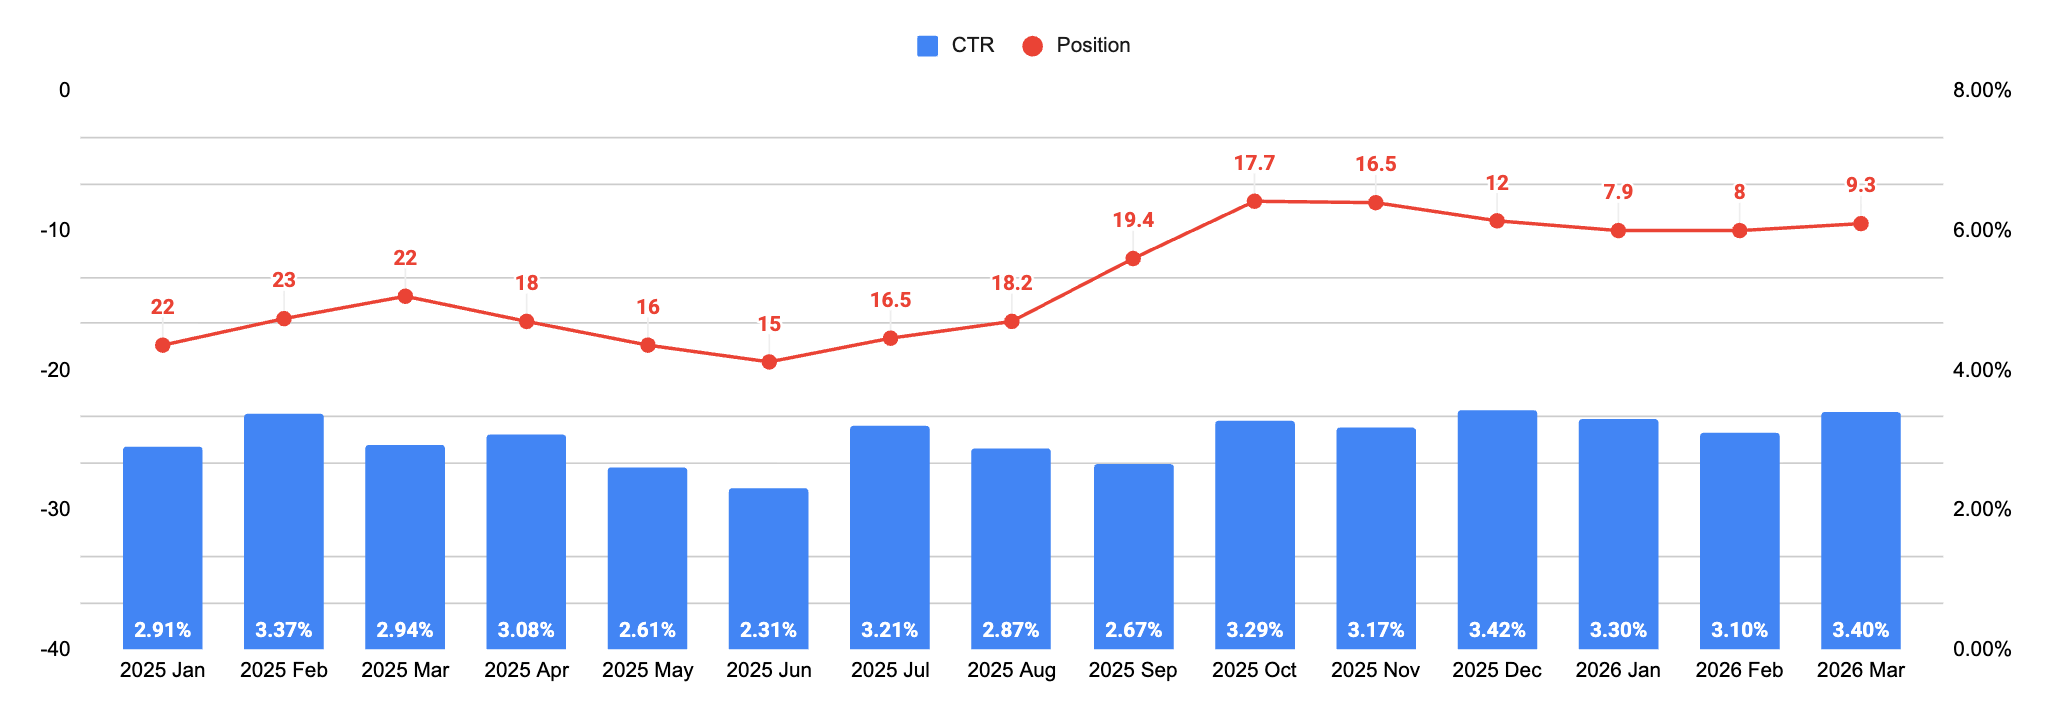 CTR Position
0 8.00%
-10 6.00%
-20 4.00%
-30 2.00%
-40 0.00%
22 23 22 18 16 15 16.5 18.2 19.4 17.7 16.5 12 7.9 8 9.3
2.91% 3.37% 2.94% 3.08% 2.61% 2.31% 3.21% 2.87% 2.67% 3.29% 3.17% 3.42% 3.30% 3.10% 3.40%
2025 Jan 2025 Feb 2025 Mar 2025 Apr 2025 May 2025 Jun 2025 Jul 2025 Aug 2025 Sep 2025 Oct 2025 Nov 2025 Dec 2026 Jan 2026 Feb 2026 Mar